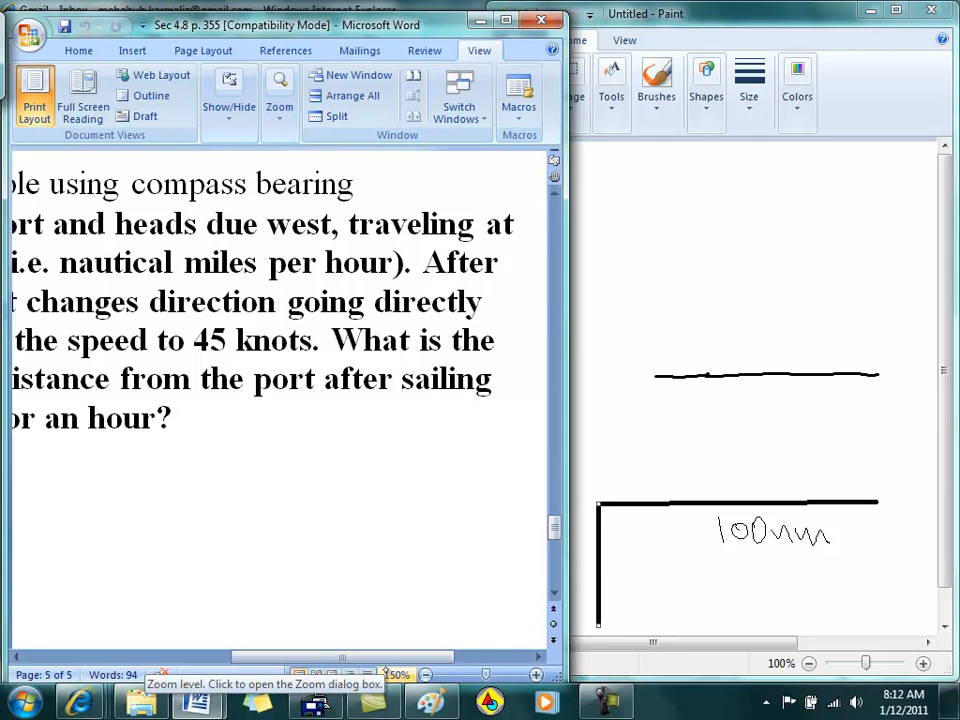 Sec 4.8 p. 355 [Compatibility Mode] - Microsoft Word
Untitled - Paint
Home Insert Page Layout References Mailings Review View
View
Print Layout
Full Screen Reading
Web Layout
Outline
Draft
Document Views
Show/Hide
Zoom
New Window
Arrange All
Split
Switch Windows
Window
Macros
Macros
Tools
Brushes
Shapes
Size
Colors
ple using compass bearing
ort and heads due west, traveling at
i.e. nautical miles per hour). After
t changes direction going directly
the speed to 45 knots. What is the
istance from the port after sailing
or an hour?
100nm
Page: 5 of 5 Words: 94
150%
Zoom level. Click to open the Zoom dialog box.
100%
8:12 AM
1/12/2011